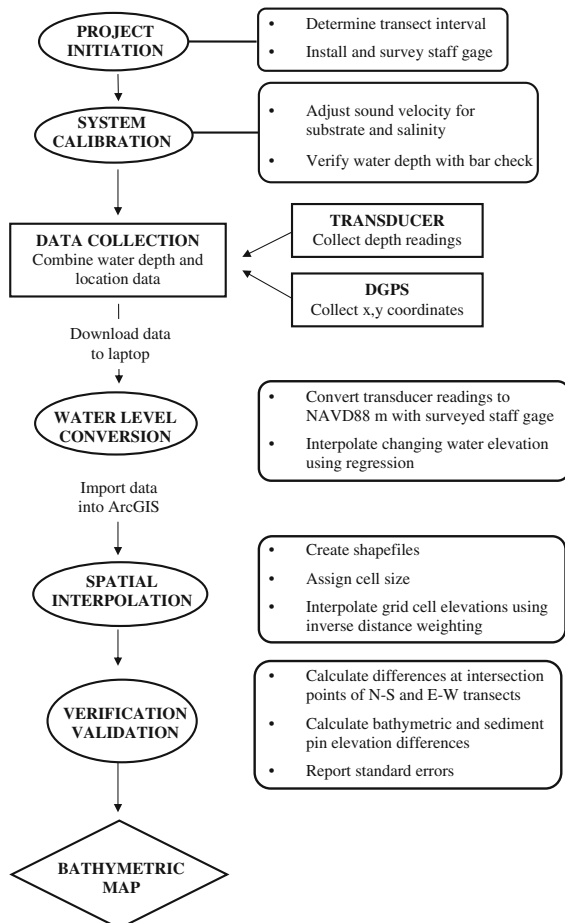 PROJECT
INITIATION
• Determine transect interval
• Install and survey staff gage
SYSTEM
CALIBRATION
• Adjust sound velocity for
substrate and salinity
• Verify water depth with bar check
DATA COLLECTION
Combine water depth and
location data
TRANSDUCER
Collect depth readings
DGPS
Collect x,y coordinates
Download data
to laptop
WATER LEVEL
CONVERSION
• Convert transducer readings to
NAVD88 m with surveyed staff gage
• Interpolate changing water elevation
using regression
Import data
into ArcGIS
SPATIAL
INTERPOLATION
• Create shapefiles
• Assign cell size
• Interpolate grid cell elevations using
inverse distance weighting
VERIFICATION
VALIDATION
• Calculate differences at intersection
points of N-S and E-W transects
• Calculate bathymetric and sediment
pin elevation differences
• Report standard errors
BATHYMETRIC
MAP